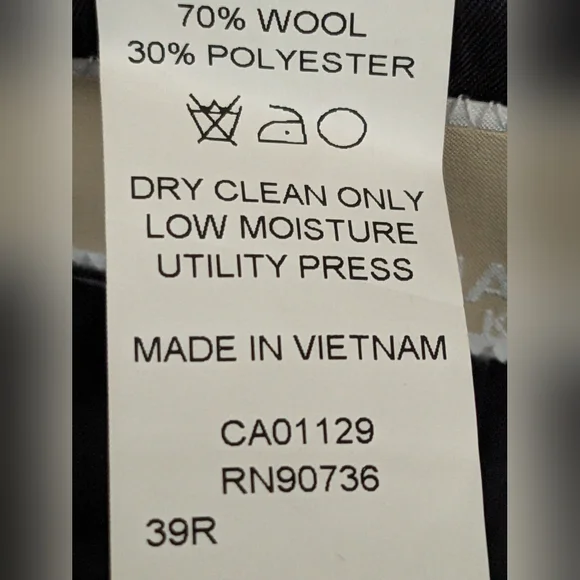 70% WOOL
30% POLYESTER
DRY CLEAN ONLY
LOW MOISTURE
UTILITY PRESS
MADE IN VIETNAM
CA01129
RN90736
39R